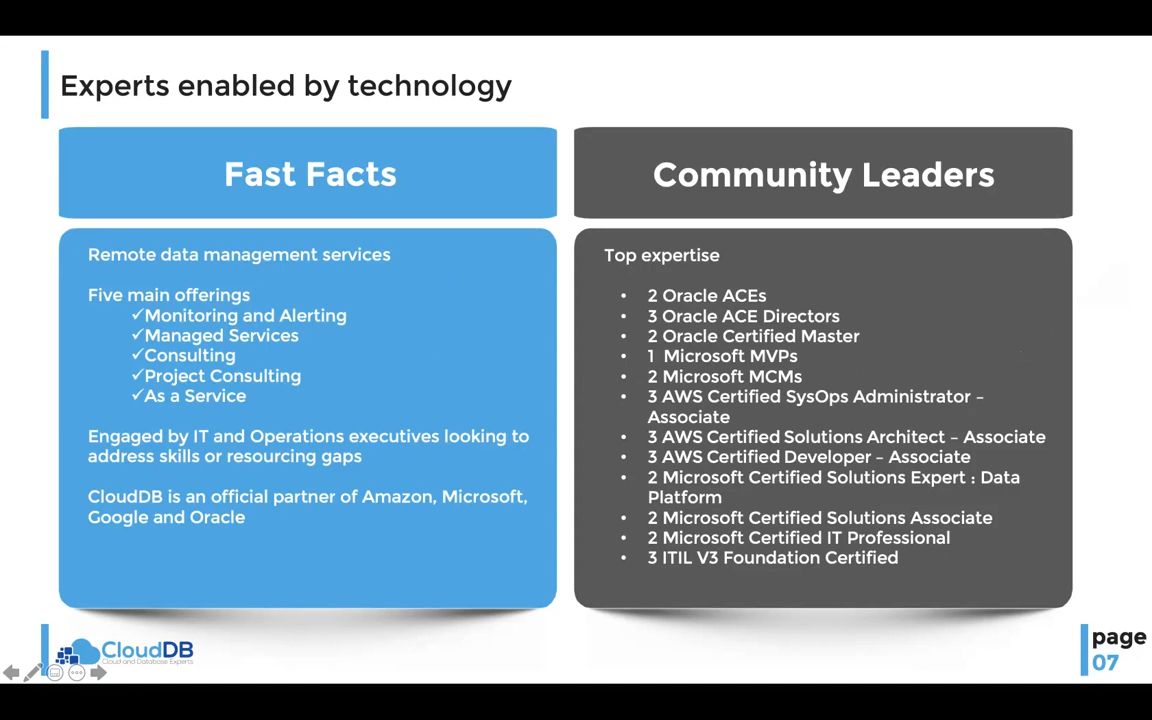 Experts enabled by technology
Fast Facts
Remote data management services
Five main offerings
✓Monitoring and Alerting
✓Managed Services
✓Consulting
✓Project Consulting
✓As a Service
Engaged by IT and Operations executives looking to
address skills or resourcing gaps
CloudDB is an official partner of Amazon, Microsoft,
Google and Oracle
Community Leaders
Top expertise
• 2 Oracle ACEs
• 3 Oracle ACE Directors
• 2 Oracle Certified Master
• 1 Microsoft MVPs
• 2 Microsoft MCMs
• 3 AWS Certified SysOps Administrator –
Associate
• 3 AWS Certified Solutions Architect – Associate
• 3 AWS Certified Developer – Associate
• 2 Microsoft Certified Solutions Expert : Data
Platform
• 2 Microsoft Certified Solutions Associate
• 2 Microsoft Certified IT Professional
• 3 ITIL V3 Foundation Certified
CloudDB
Cloud and Database Experts
page
07